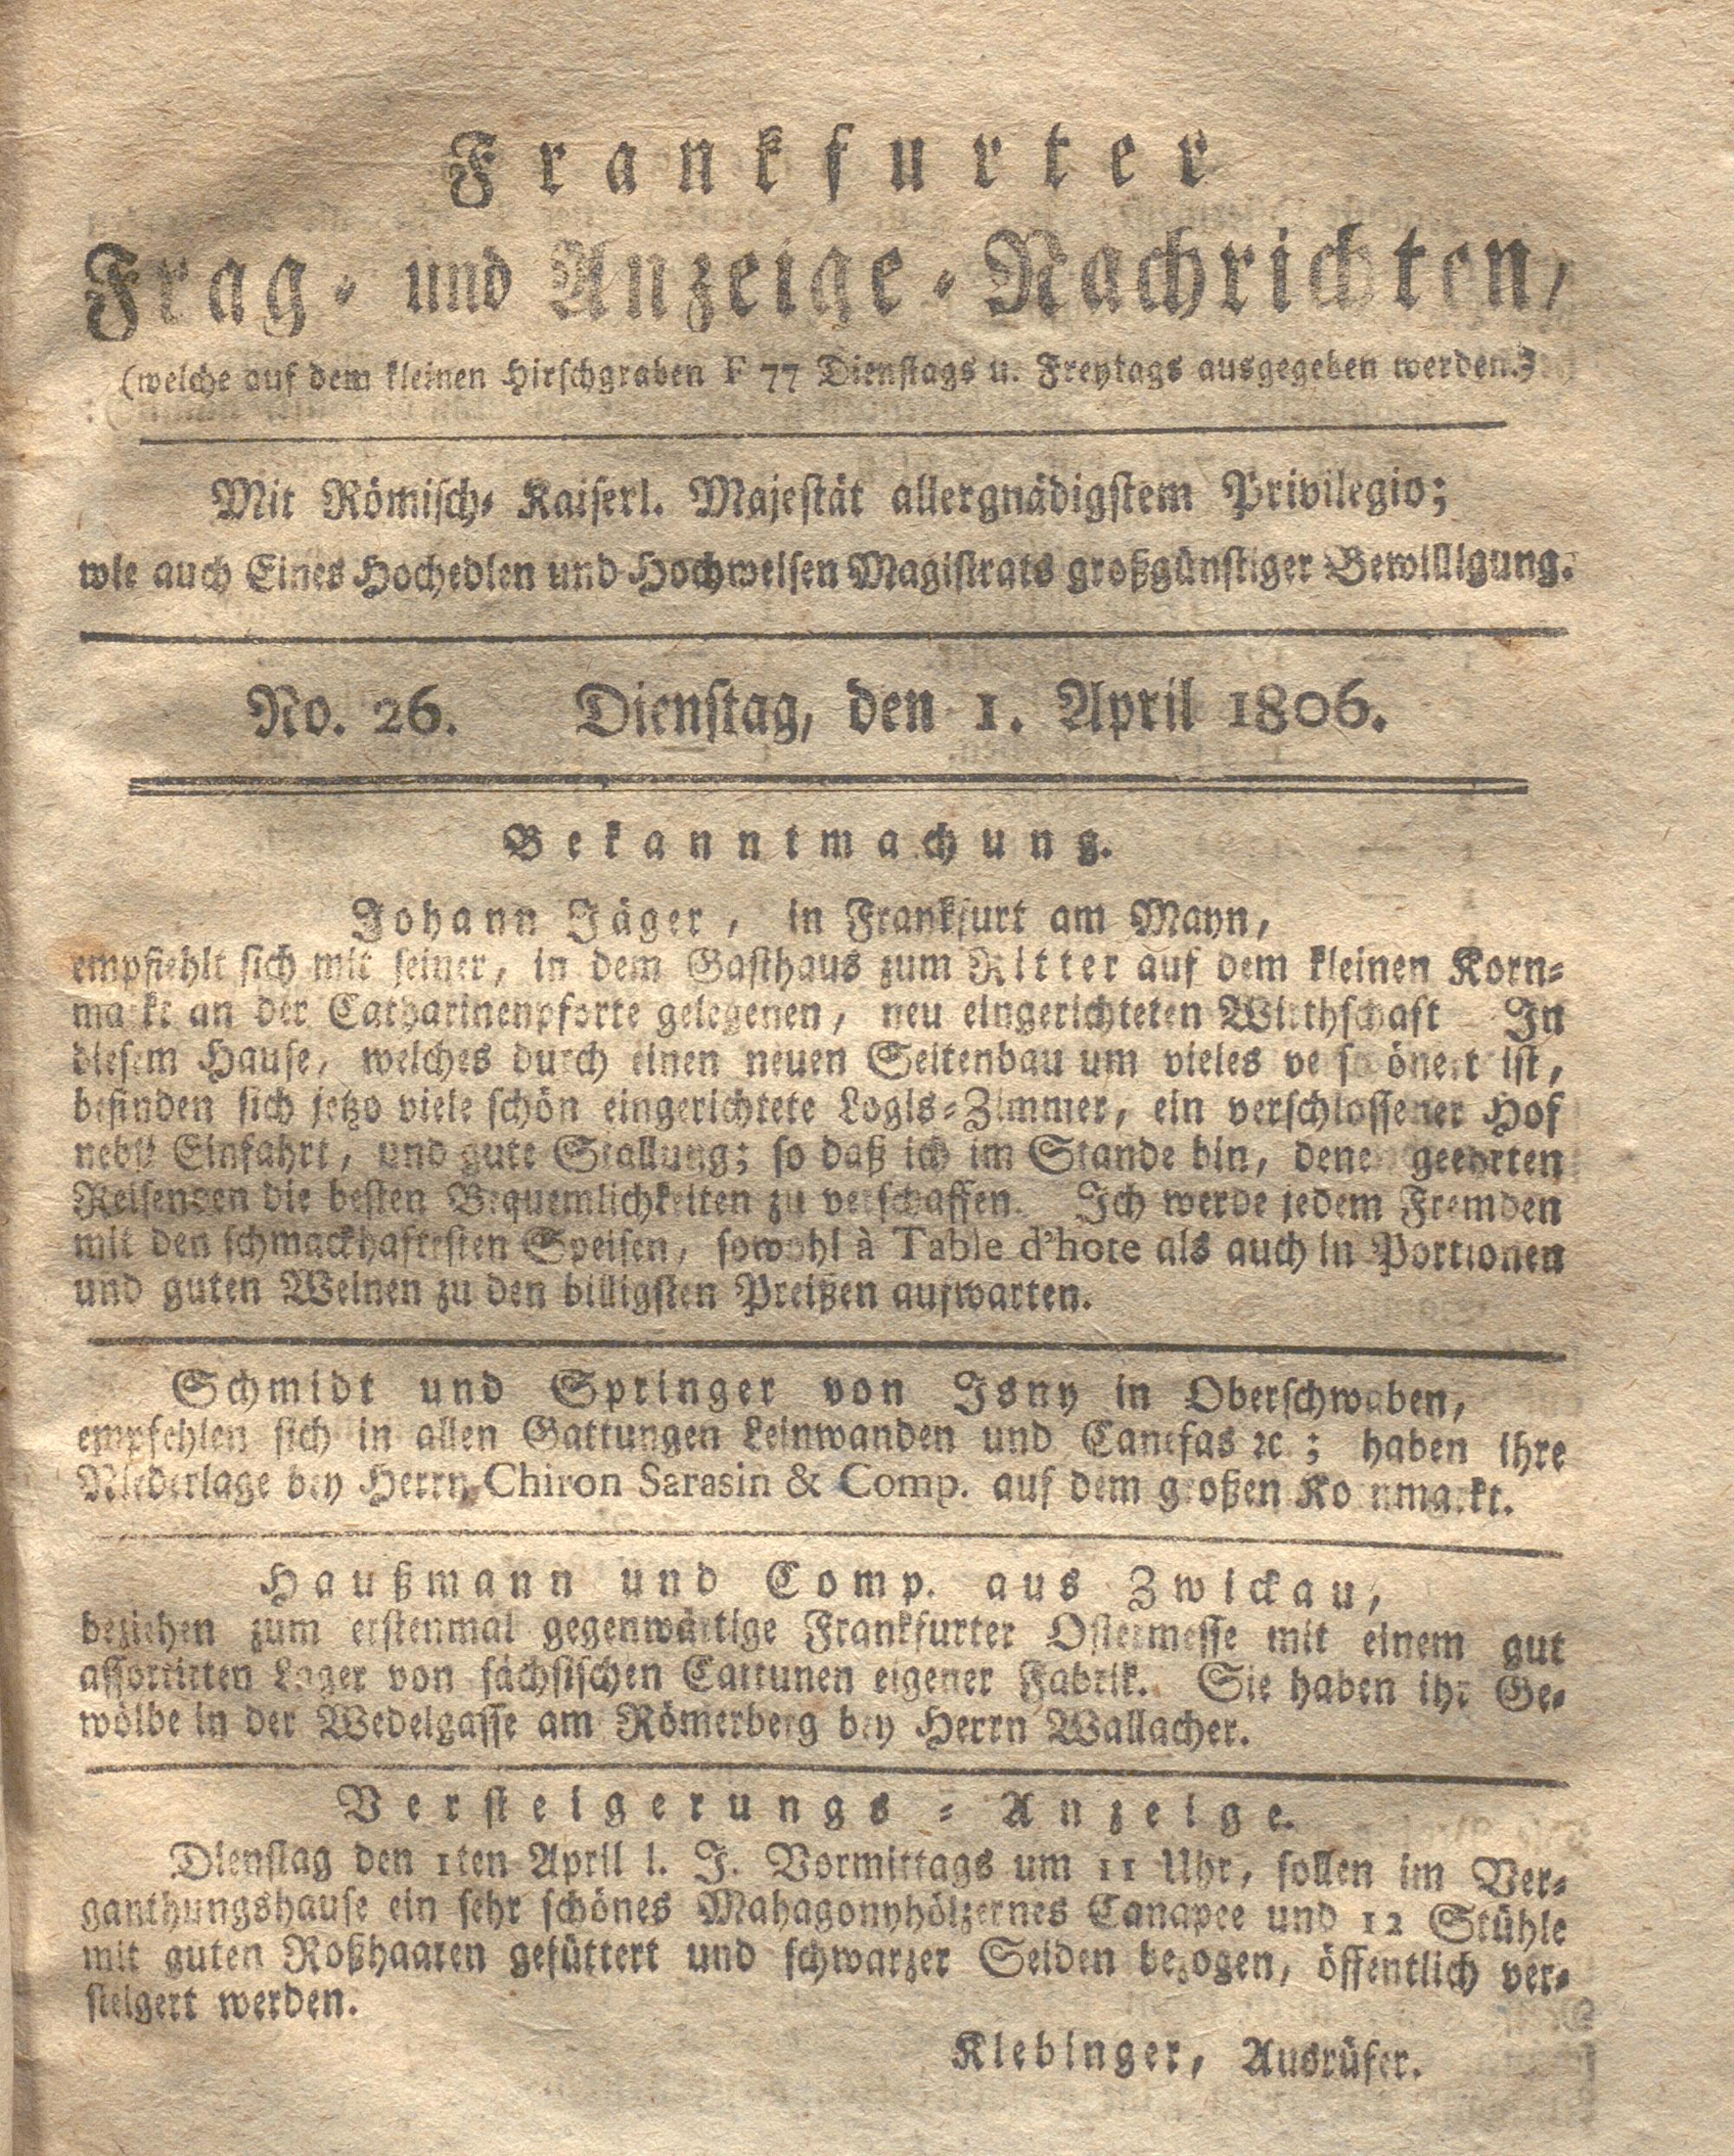 Frankfurter
Frag- und Anzeige-Nachrichten,
(welche auf dem kleinen Hirschgraben F 77 Dienstags u. Freytags ausgegeben werden.)
Mit Römisch- Kaiserl. Majestät allergnädigstem Privilegio;
wie auch Eines Hochedlen und Hochweisen Magistrats großgünstiger Bewilligung.
No. 26. Dienstag, den 1. April 1806.
Bekanntmachung.
Johann Jäger, in Frankfurt am Mayn,
empfiehlt sich mit seiner, in dem Gasthaus zum Ritter auf dem kleinen Korn-
markt an der Catharinenpforte gelegenen, neu eingerichteten Wirthschaft In
diesem Hause, welches durch einen neuen Seitenbau um vieles verschönert ist,
befinden sich jetzo viele schön eingerichtete Logis-Zimmer, ein verschlossener Hof
nebst Einfahrt, und gute Stallung; so daß ich im Stande bin, denen geehrten
Reisenden die besten Bequemlichkeiten zu verschaffen. Ich werde jedem Fremden
mit den schmackhaftesten Speisen, sowohl à Table d'hote als auch in Portionen
und guten Weinen zu den billigsten Preißen aufwarten.
Schmidt und Springer von Isny in Oberschwaben,
empfehlen sich in allen Gattungen Leinwanden und Canefas ꝛc.; haben ihre
Niederlage bey Herrn Chiron Sarasin & Comp. auf dem großen Kornmarkt.
Haußmann und Comp. aus Zwickau,
beziehen zum erstenmal gegenwärtige Frankfurter Ostermesse mit einem gut
assortirten Lager von sächsischen Cattunen eigener Fabrik. Sie haben ihr Ge-
wölbe in der Wedelgasse am Römerberg bey Herrn Wallacher.
Versteigerungs-Anzeige.
Dienstag den 1ten April l. J. Vormittags um 11 Uhr, sollen im Ver-
ganthungshause ein sehr schönes Mahagonyhölzernes Canapee und 12 Stühle
mit guten Roßhaaren gefüttert und schwarzer Seiden bezogen, öffentlich ver-
steigert werden.
Klebinger, Ausrüfer.